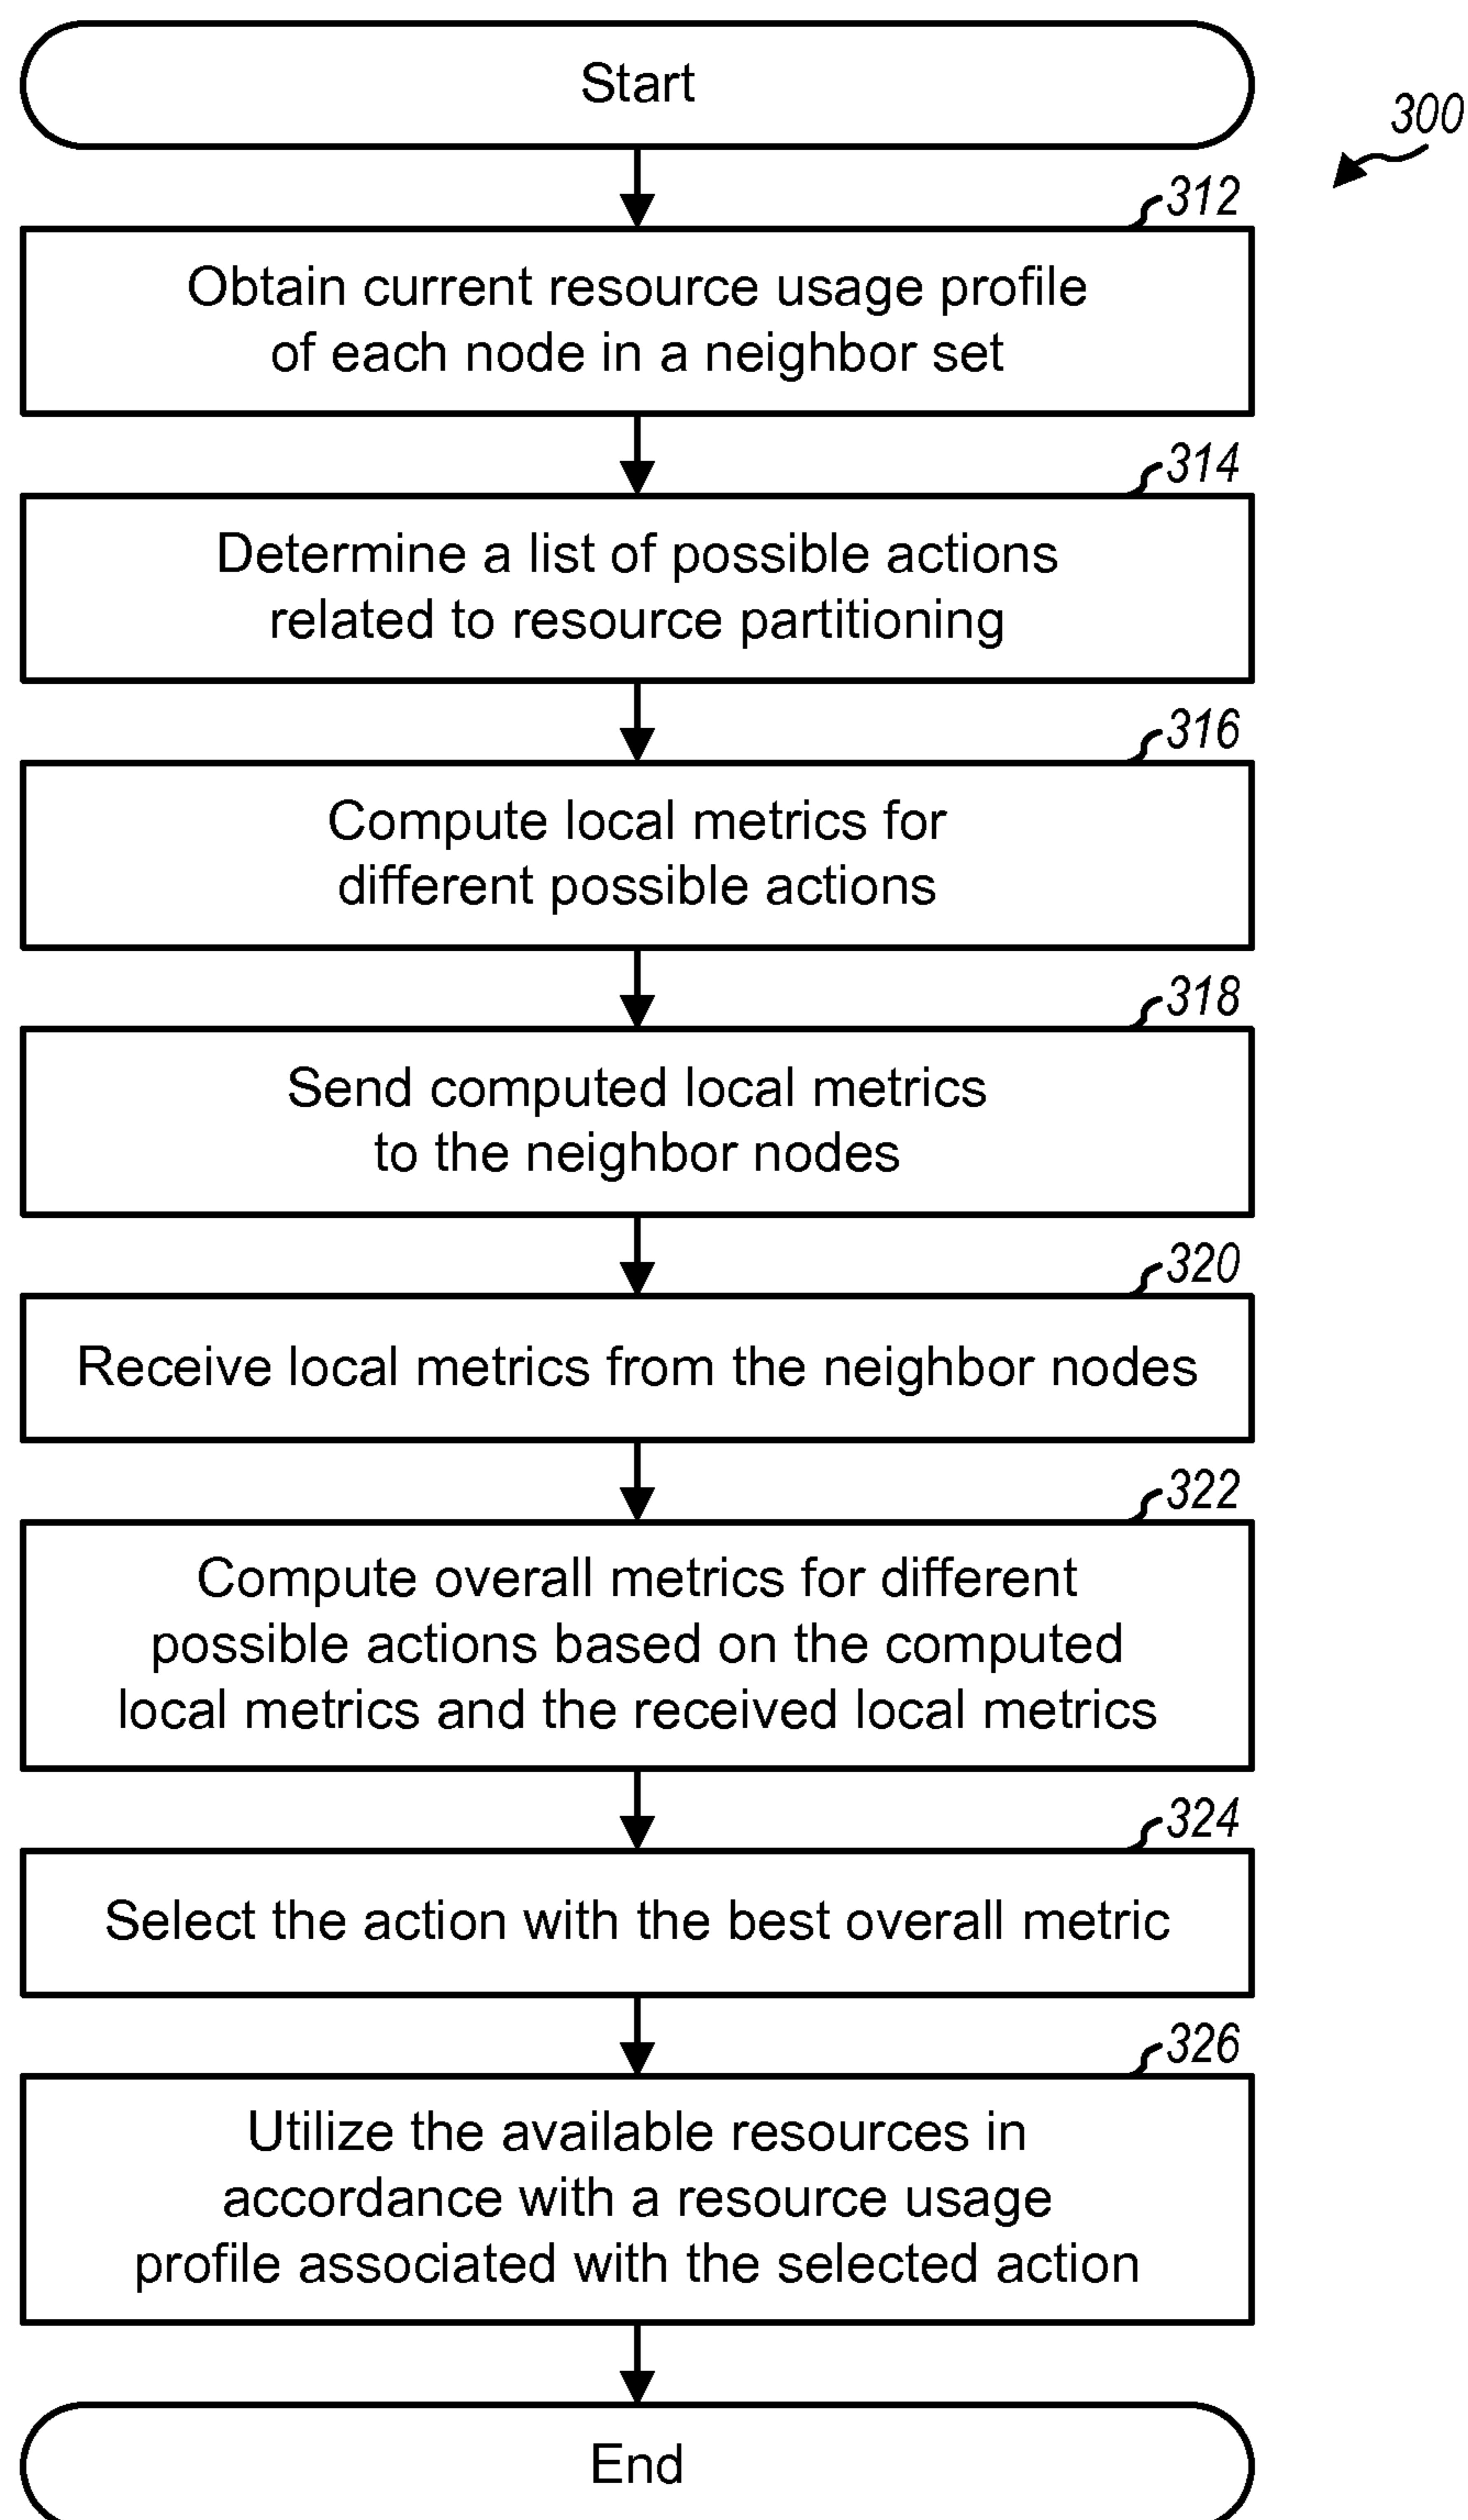 Start
300
312
Obtain current resource usage profile
of each node in a neighbor set
314
Determine a list of possible actions
related to resource partitioning
316
Compute local metrics for
different possible actions
318
Send computed local metrics
to the neighbor nodes
320
Receive local metrics from the neighbor nodes
322
Compute overall metrics for different
possible actions based on the computed
local metrics and the received local metrics
324
Select the action with the best overall metric
326
Utilize the available resources in
accordance with a resource usage
profile associated with the selected action
End